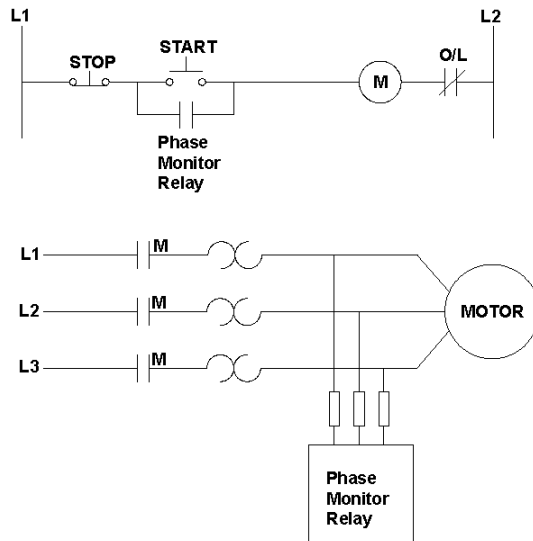 L1
L2
STOP
START
O/L
M
Phase
Monitor
Relay
L1
M
L2
M
MOTOR
L3
M
Phase
Monitor
Relay